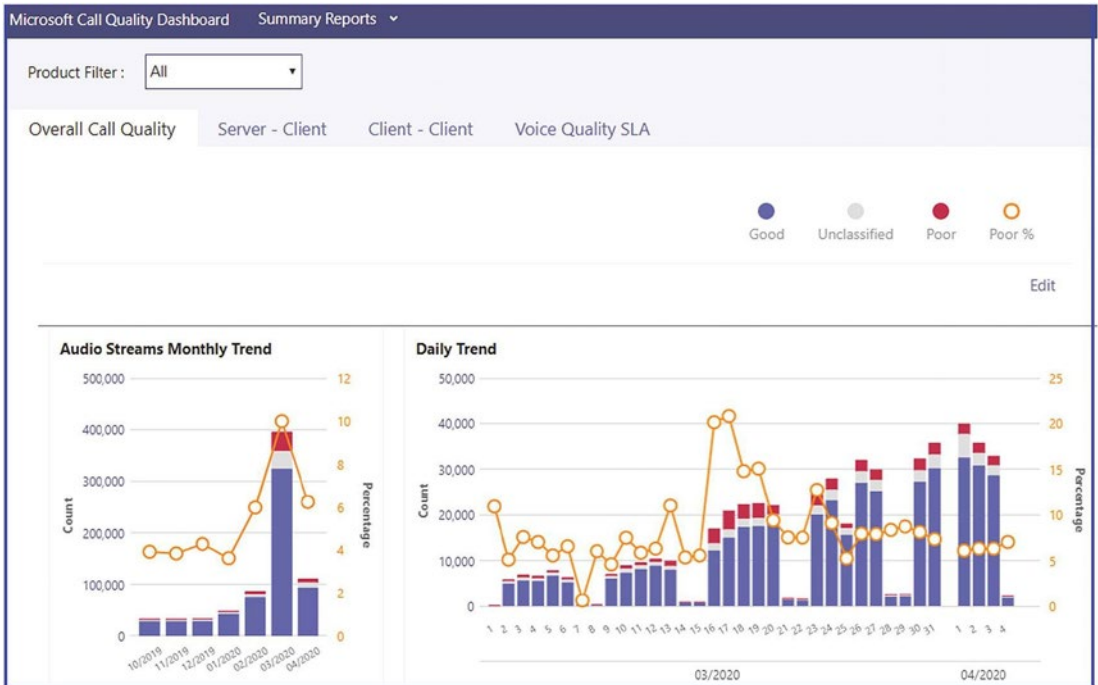 Microsoft Call Quality Dashboard Summary Reports
Product Filter : All
Overall Call Quality Server - Client Client - Client Voice Quality SLA
Good Unclassified Poor Poor %
Edit
Audio Streams Monthly Trend
500,000 12
10
400,000
8
300,000
6
200,000
4
100,000
2
0 0
Count
Percentage
10/2019 11/2019 12/2019 01/2020 02/2020 03/2020 04/2020
Daily Trend
50,000 25
40,000 20
30,000 15
20,000 10
10,000 5
0 0
Count
Percentage
1 2 3 4 5 6 7 8 9 10 11 12 13 14 15 16 17 18 19 20 21 22 23 24 25 26 27 28 29 30 31 1 2 3 4
03/2020 04/2020